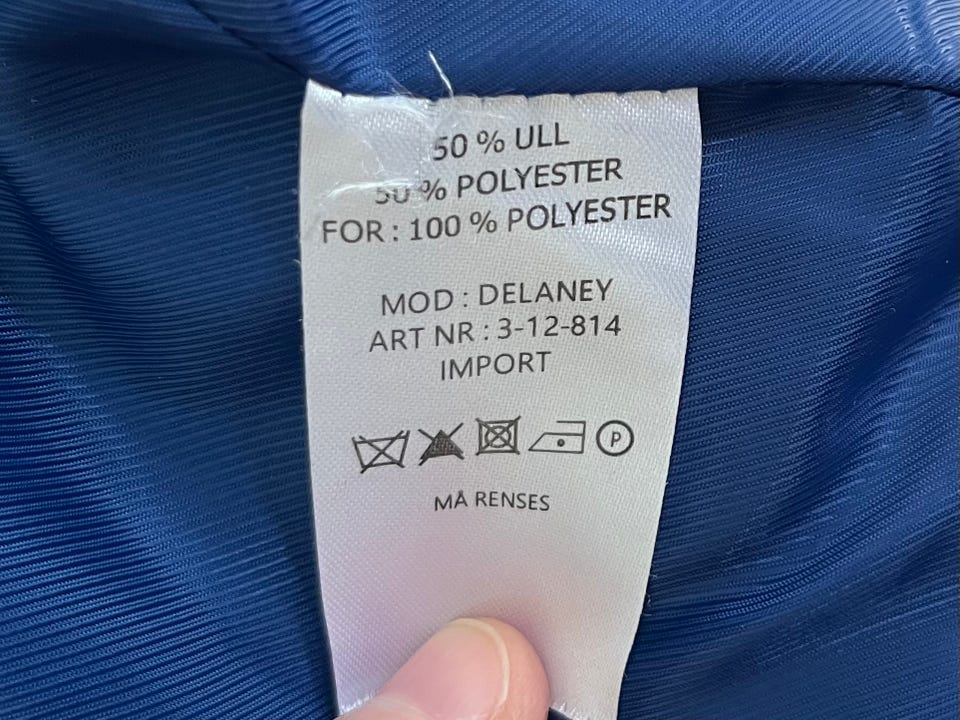 50 % ULL
50 % POLYESTER
FOR : 100 % POLYESTER
MOD : DELANEY
ART NR : 3-12-814
IMPORT
P
MÅ RENSES